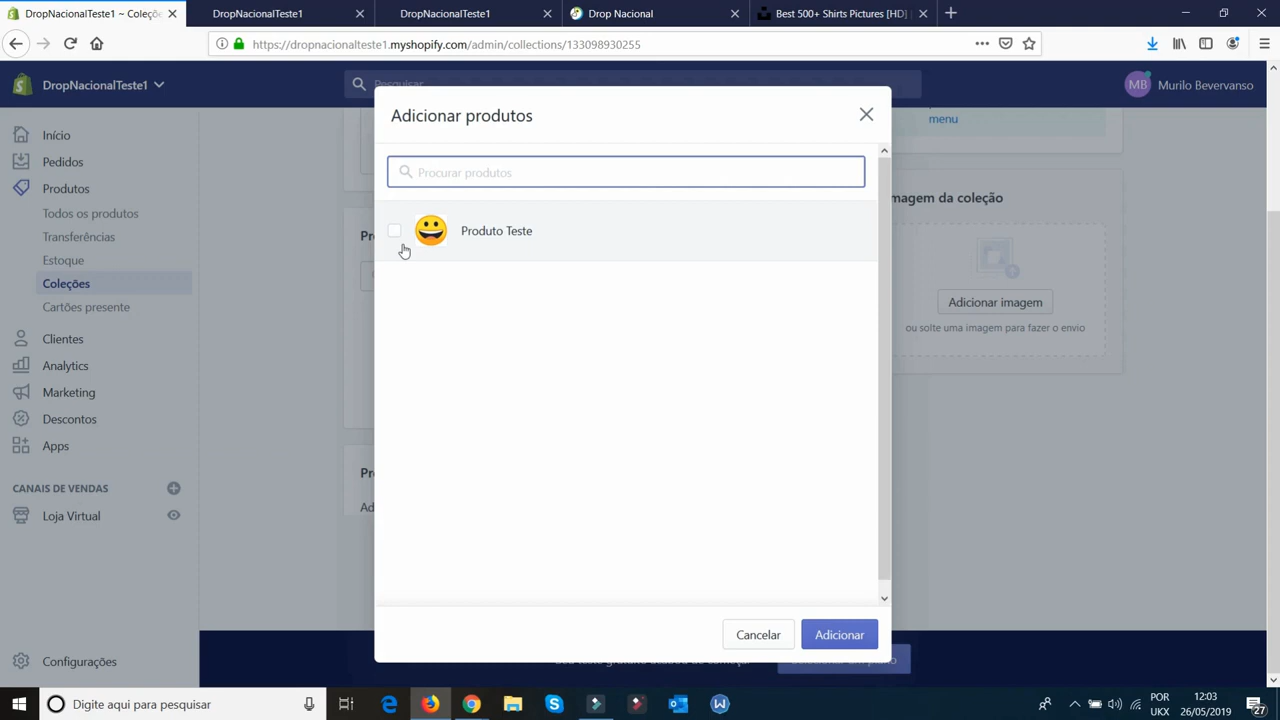 DropNacionalTeste1 ~ Coleçõe
DropNacionalTeste1
DropNacionalTeste1
Drop Nacional
Best 500+ Shirts Pictures [HD]
https://dropnacionalteste1.myshopify.com/admin/collections/133098930255
DropNacionalTeste1
Pesquisar
MB
Murilo Bevervanso
Adicionar produtos
Procurar produtos
Produto Teste
Cancelar
Adicionar
Início
Pedidos
Produtos
Todos os produtos
Transferências
Estoque
Coleções
Cartões presente
Clientes
Analytics
Marketing
Descontos
Apps
CANAIS DE VENDAS
Loja Virtual
Configurações
menu
magem da coleção
Adicionar imagem
ou solte uma imagem para fazer o envio
Digite aqui para pesquisar
POR
UKX
12:03
26/05/2019
27